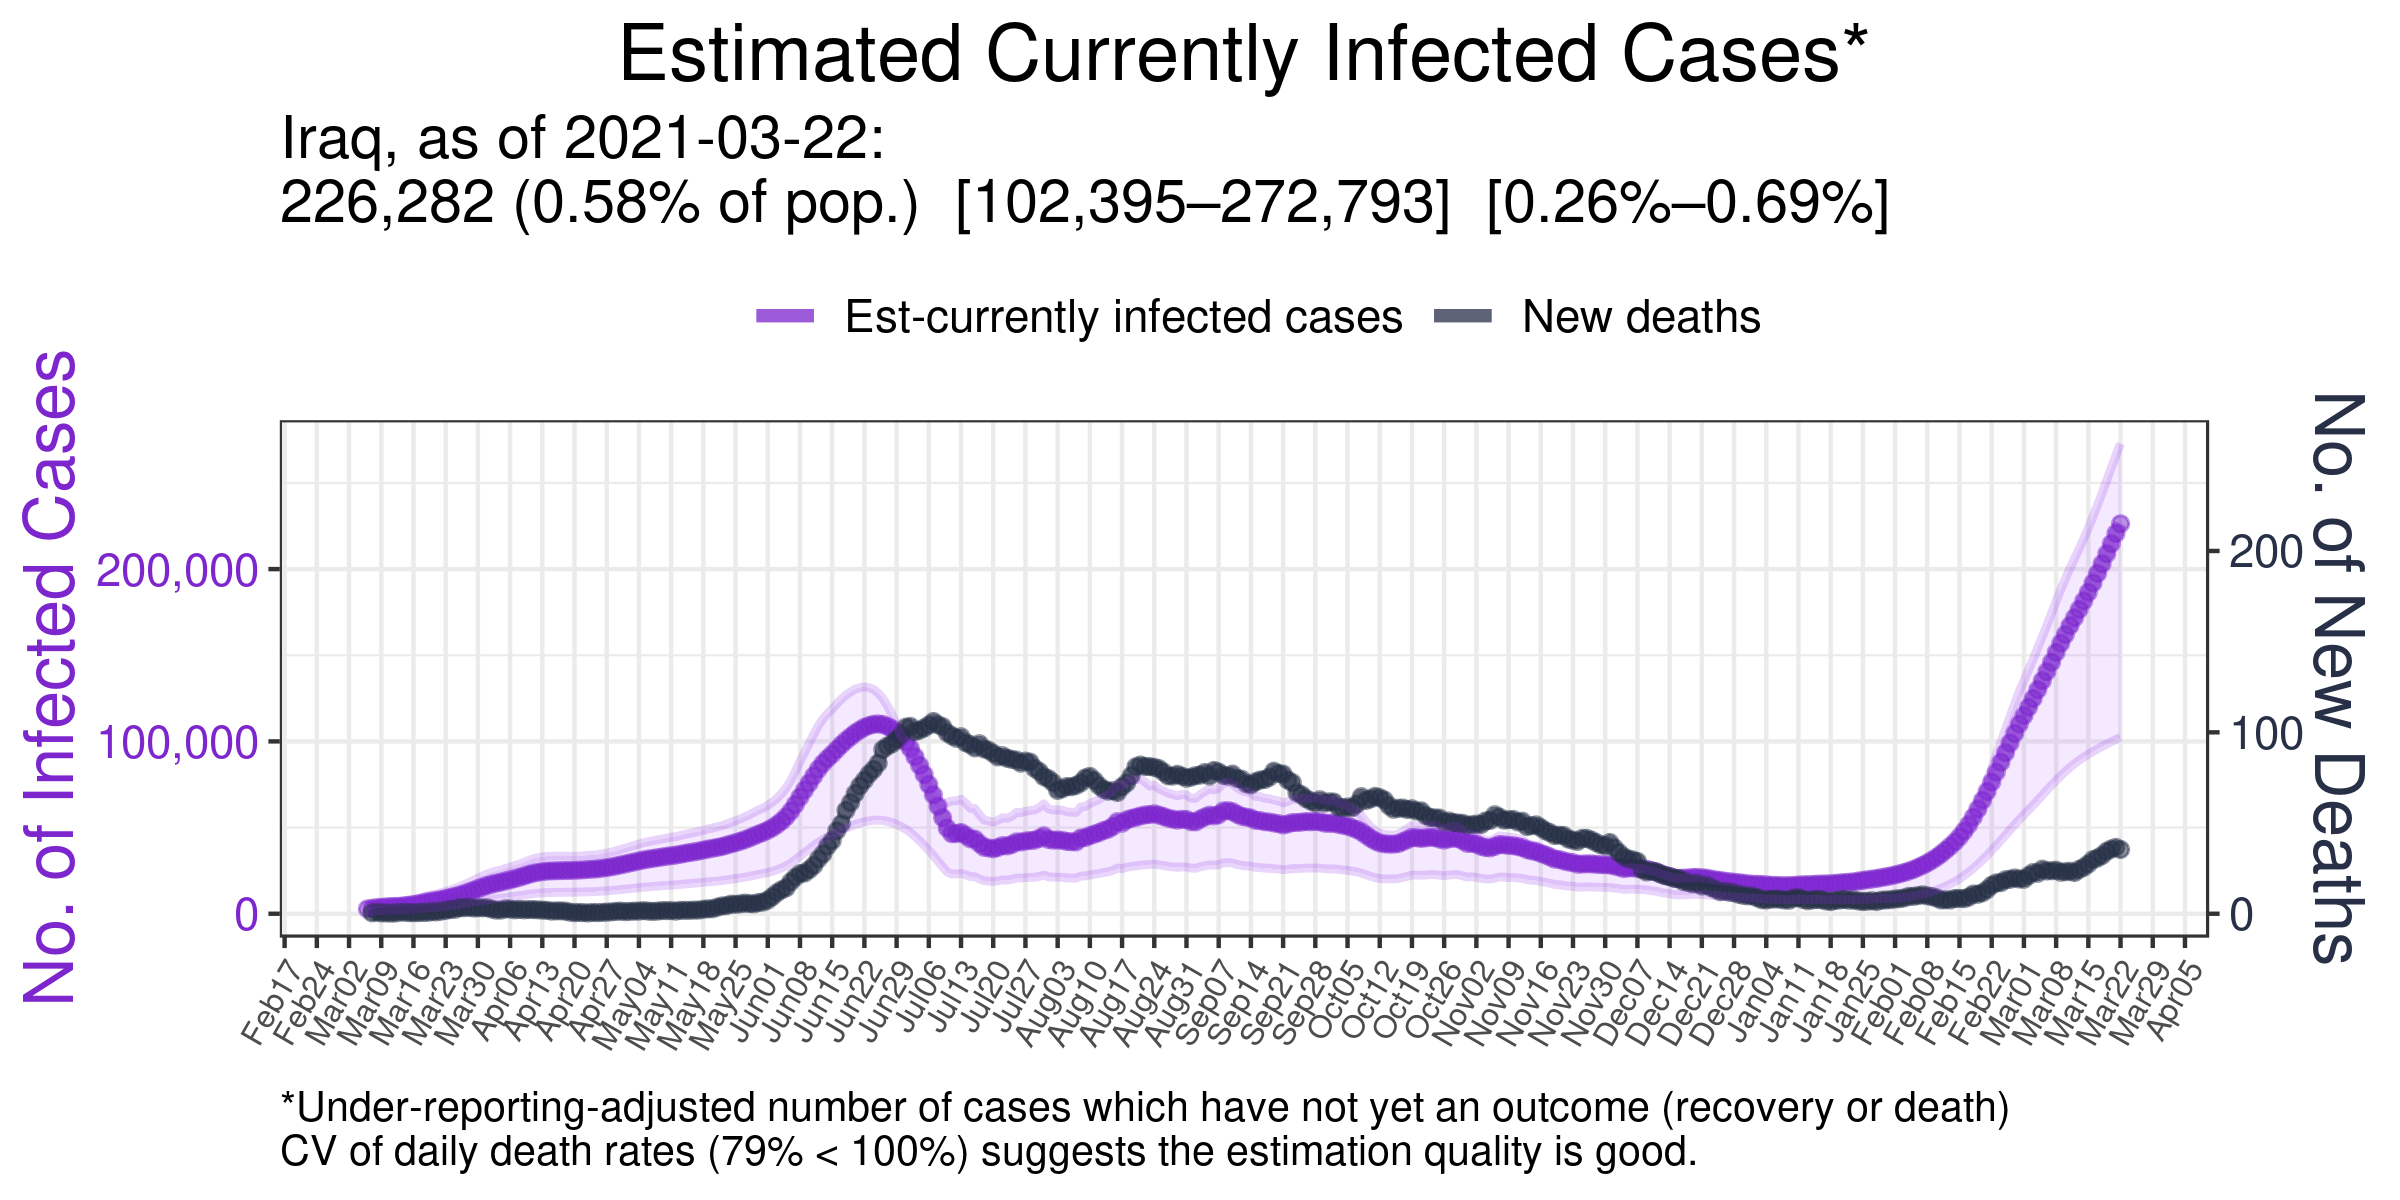 Estimated Currently Infected Cases*
Iraq, as of 2021-03-22:
226,282 (0.58% of pop.)  [102,395–272,793]  [0.26%–0.69%]
Est-currently infected cases
New deaths
No. of Infected Cases
200,000
100,000
0
200
100
0
No. of New Deaths
Feb17
Feb24
Mar02
Mar09
Mar16
Mar23
Mar30
Apr06
Apr13
Apr20
Apr27
May04
May11
May18
May25
Jun01
Jun08
Jun15
Jun22
Jun29
Jul06
Jul13
Jul20
Jul27
Aug03
Aug10
Aug17
Aug24
Aug31
Sep07
Sep14
Sep21
Sep28
Oct05
Oct12
Oct19
Oct26
Nov02
Nov09
Nov16
Nov23
Nov30
Dec07
Dec14
Dec21
Dec28
Jan04
Jan11
Jan18
Jan25
Feb01
Feb08
Feb15
Feb22
Mar01
Mar08
Mar15
Mar22
Mar29
Apr05
*Under-reporting-adjusted number of cases which have not yet an outcome (recovery or death)
CV of daily death rates (79% < 100%) suggests the estimation quality is good.